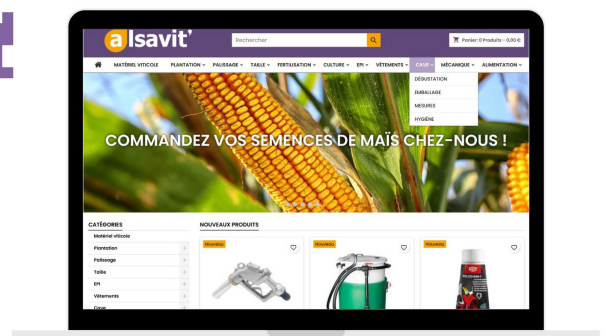 alsavit'
Rechercher
Panier: 0 Produits - 0,00 €
MATÉRIEL VITICOLE PLANTATION PALISSAGE TAILLE FERTILISATION CULTURE EPI VÊTEMENTS CAVE MÉCANIQUE ALIMENTATION
DÉGUSTATION
EMBALLAGE
MESURES
HYGIÈNE
COMMANDEZ VOS SEMENCES DE MAÏS CHEZ-NOUS !
CATÉGORIES
NOUVEAUX PRODUITS
Matériel viticole
Plantation
Palissage
Taille
EPI
Vêtements
Cave
Nouveau
Nouveau
Nouveau